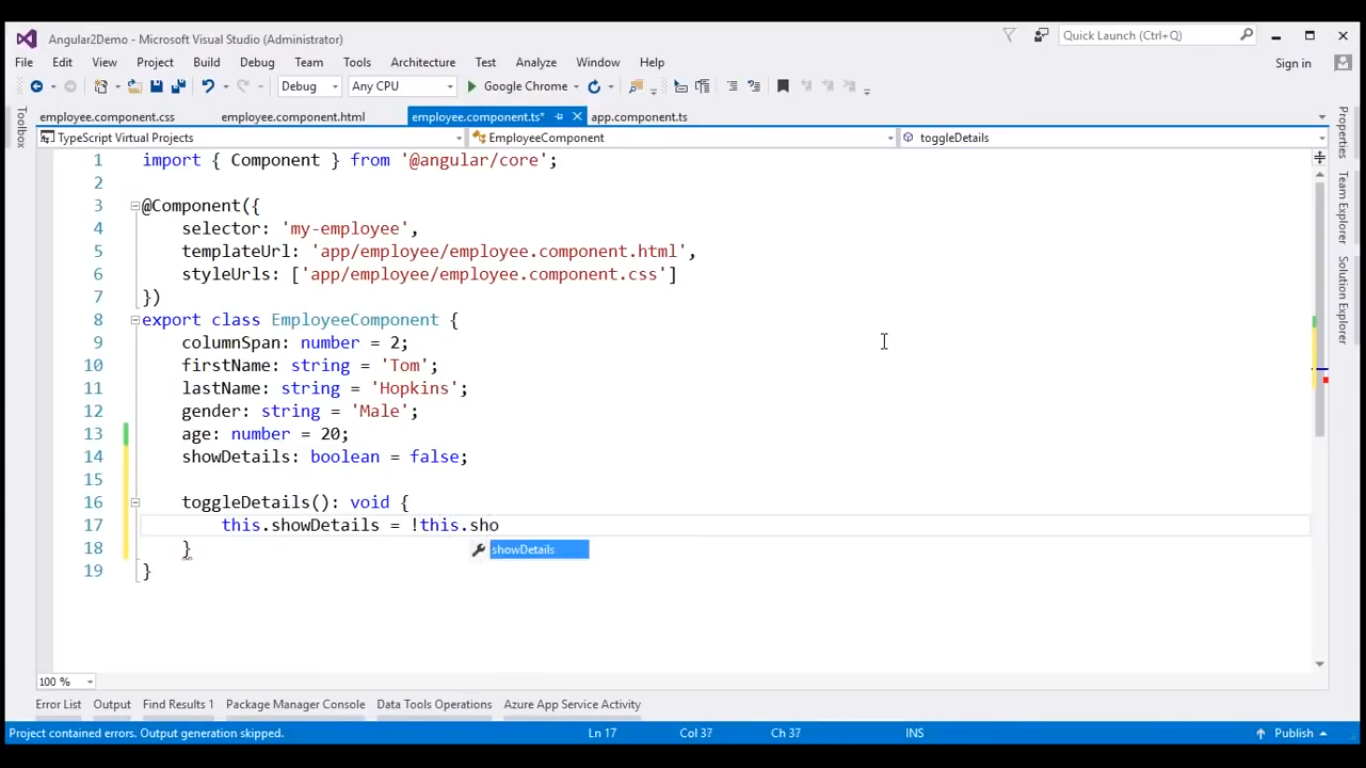 Angular2Demo - Microsoft Visual Studio (Administrator)
Quick Launch (Ctrl+Q)
File Edit View Project Build Debug Team Tools Architecture Test Analyze Window Help
Sign in
Debug Any CPU Google Chrome
employee.component.css employee.component.html employee.component.ts* app.component.ts
TypeScript Virtual Projects EmployeeComponent toggleDetails
Toolbox
Properties
Team Explorer
Solution Explorer
1 import { Component } from '@angular/core';
2
3 @Component({
4 selector: 'my-employee',
5 templateUrl: 'app/employee/employee.component.html',
6 styleUrls: ['app/employee/employee.component.css']
7 })
8 export class EmployeeComponent {
9 columnSpan: number = 2;
10 firstName: string = 'Tom';
11 lastName: string = 'Hopkins';
12 gender: string = 'Male';
13 age: number = 20;
14 showDetails: boolean = false;
15
16 toggleDetails(): void {
17 this.showDetails = !this.sho
18 }
showDetails
19 }
100 %
Error List Output Find Results 1 Package Manager Console Data Tools Operations Azure App Service Activity
Project contained errors. Output generation skipped. Ln 17 Col 37 Ch 37 INS Publish